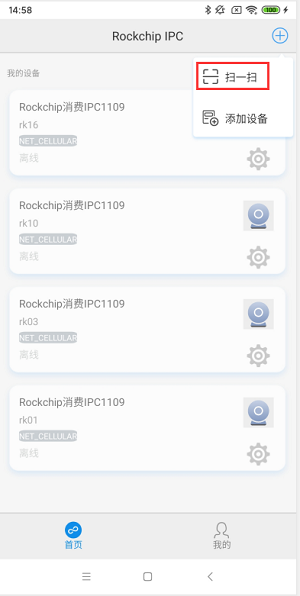 14:58
100
Rockchip IPC
我的设备
扫一扫
添加设备
Rockchip消费IPC1109
rk16
NET_CELLULAR
离线
Rockchip消费IPC1109
rk10
NET_CELLULAR
离线
Rockchip消费IPC1109
rk03
NET_CELLULAR
离线
Rockchip消费IPC1109
rk01
NET_CELLULAR
离线
首页
我的